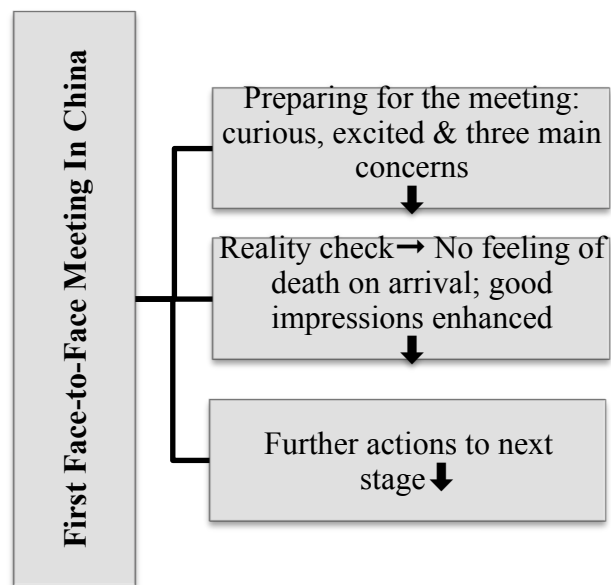 First Face-to-Face Meeting In China
Preparing for the meeting:
curious, excited & three main
concerns
Reality check → No feeling of
death on arrival; good
impressions enhanced
Further actions to next
stage